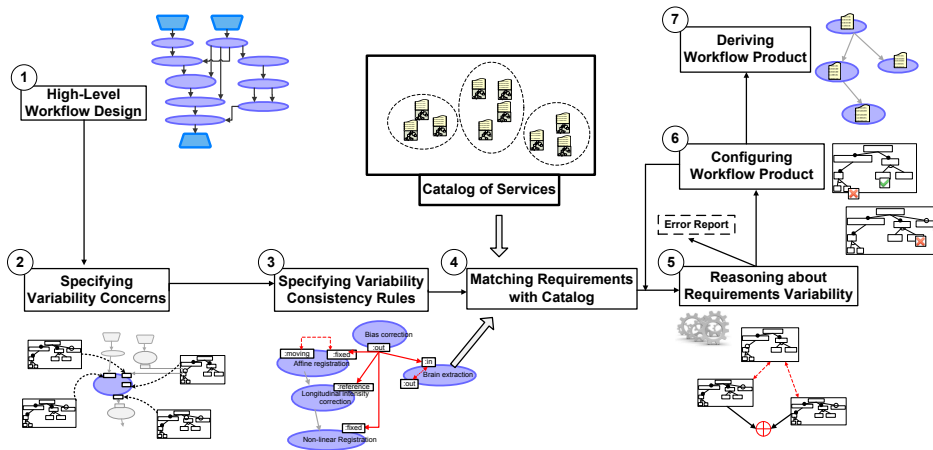 1
High-Level
Workflow Design
2
Specifying
Variability Concerns
3
Specifying Variability
Consistency Rules
Catalog of Services
4
Matching Requirements
with Catalog
5
Reasoning about
Requirements Variability
Error Report
6
Configuring
Workflow Product
7
Deriving
Workflow Product
Bias correction
:out
:moving
:fixed
Affine registration
:in
Brain extraction
:out
:reference
Longitudinal intensity
correction
:fixed
Non-linear Registration